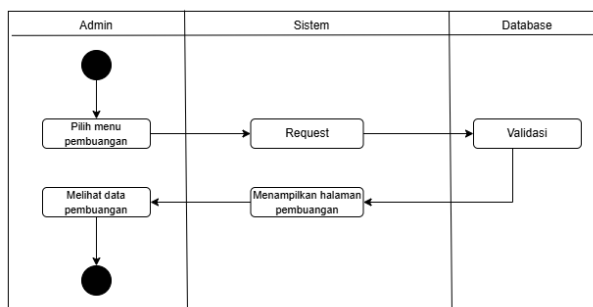 Admin
Sistem
Database
Pilih menu
pembuangan
Request
Validasi
Melihat data
pembuangan
Menampilkan halaman
pembuangan